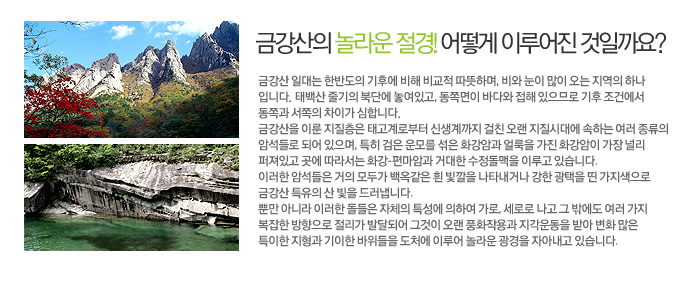 금강산의 놀라운 절경! 어떻게 이루어진 것일까요?
금강산 일대는 한반도의 기후에 비해 비교적 따뜻하며, 비와 눈이 많이 오는 지역의 하나
입니다. 태백산 줄기의 북단에 놓여있고, 동쪽면이 바다와 접해 있으므로 기후 조건에서
동쪽과 서쪽의 차이가 심합니다.
금강산을 이룬 지질층은 태고계로부터 신생계까지 걸친 오랜 지질시대에 속하는 여러 종류의
암석들로 되어 있으며, 특히 검은 운모를 섞은 화강암과 얼룩을 가진 화강암이 가장 널리
퍼져있고 곳에 따라서는 화강-편마암과 거대한 수정돌맥을 이루고 있습니다.
이러한 암석들은 거의 모두가 백옥같은 흰 빛깔을 나타내거나 강한 광택을 띤 가지색으로
금강산 특유의 산 빛을 드러냅니다.
뿐만 아니라 이러한 돌들은 자체의 특성에 의하여 가로, 세로로 나고 그 밖에도 여러 가지
복잡한 방향으로 절리가 발달되어 그것이 오랜 풍화작용과 지각운동을 받아 변화 많은
특이한 지형과 기이한 바위들을 도처에 이루어 놀라운 광경을 자아내고 있습니다.